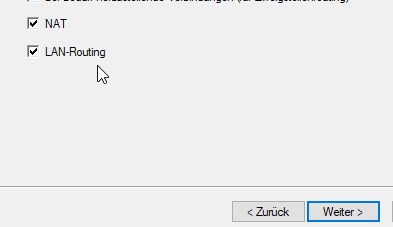 NAT
LAN-Routing
< Zurück
Weiter >